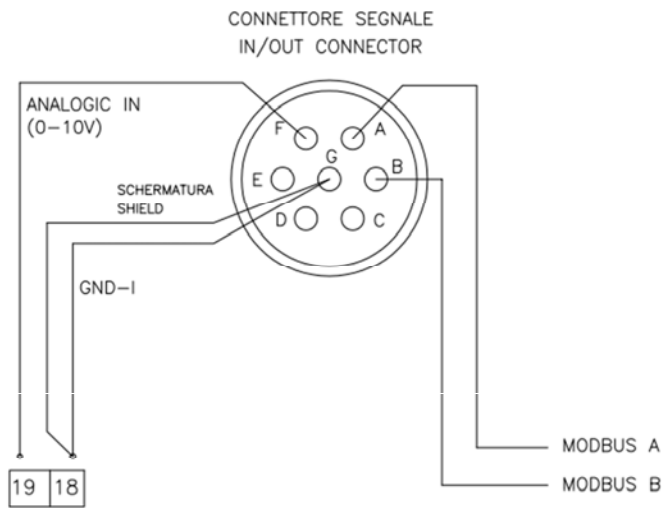 CONNETTORE SEGNALE
IN/OUT CONNECTOR
ANALOGIC IN
(0-10V)
F
A
G
E
B
SCHERMATURA
SHIELD
D
C
GND-I
MODBUS A
MODBUS B
19 18